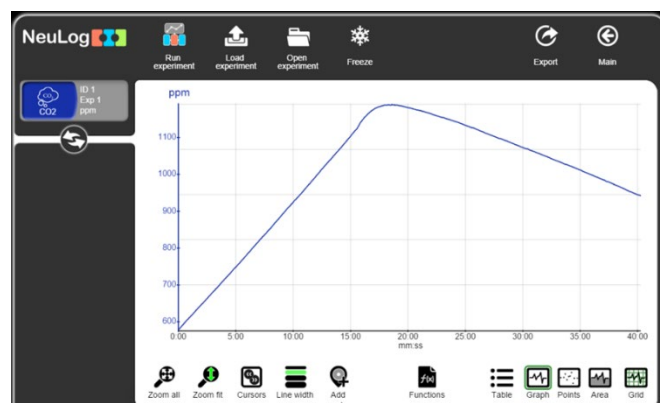 NeuLog
Run experiment
Load experiment
Open experiment
Freeze
Export
Main
CO2
CO2
ID 1
Exp 1
ppm
ppm
1100
1000
900
800
700
600
0:00 5:00 10:00 15:00 20:00 25:00 30:00 35:00 40:00
mm:ss
Zoom all
Zoom fit
Cursors
Line width
Add
f(x)
Functions
Table
Graph
Points
Area
Grid